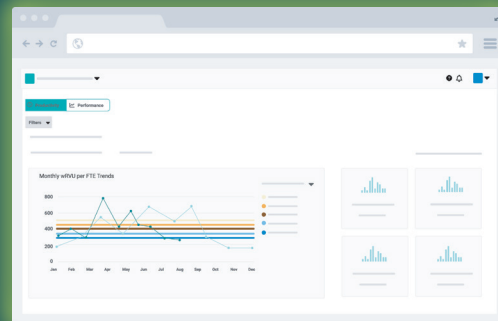 Performance
Filters
Monthly wRVU per FTE Trends
800
600
400
200
0
Jan Feb Mar Apr May Jun Jul Aug Sep Oct Nov Dec